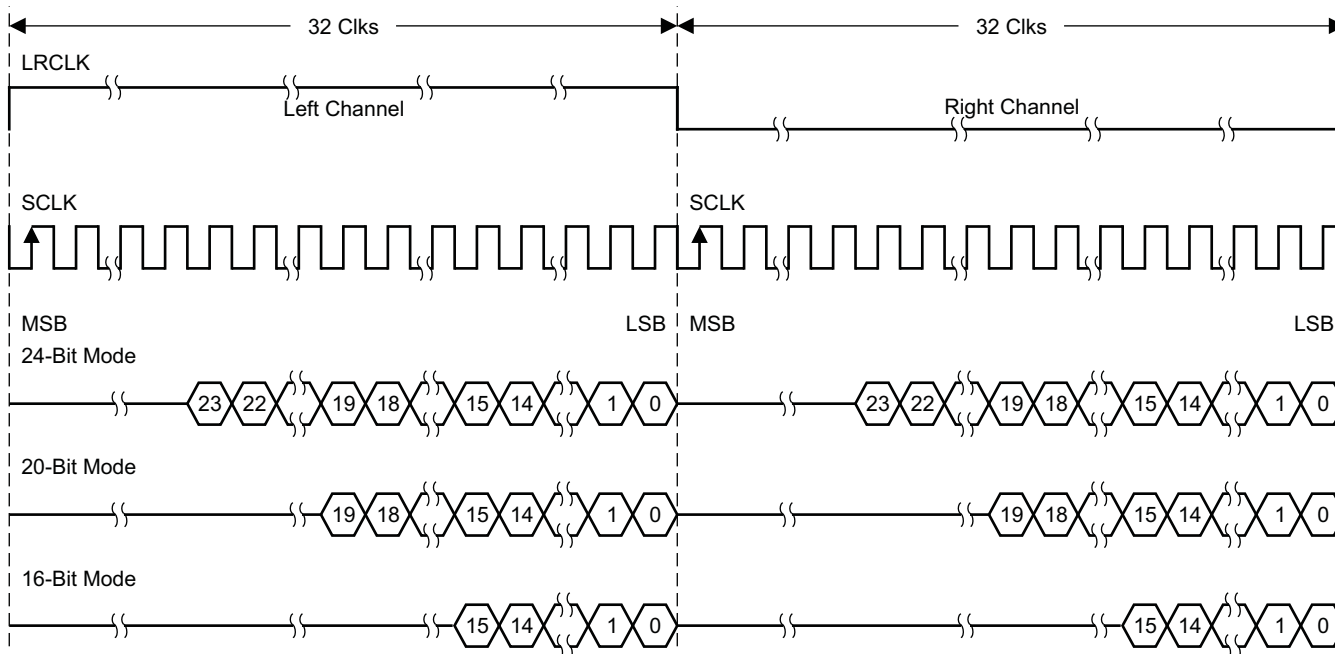 32 Clks 32 Clks
LRCLK
Left Channel Right Channel
SCLK SCLK
MSB LSB MSB LSB
24-Bit Mode
23 22 19 18 15 14 1 0 23 22 19 18 15 14 1 0
20-Bit Mode
19 18 15 14 1 0 19 18 15 14 1 0
16-Bit Mode
15 14 1 0 15 14 1 0